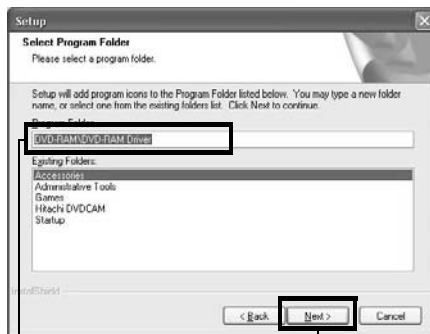 Setup
Select Program Folder
Please select a program folder.
Setup will add program icons to the Program Folder listed below. You may type a new folder
name, or select one from the existing folders list. Click Next to continue.
Program Folder:
DVD-RAM\DVD-RAM Driver
Existing Folders:
Accessories
Administrative Tools
Games
Hitachi DVDCAM
Startup
InstallShield
< Back
Next >
Cancel